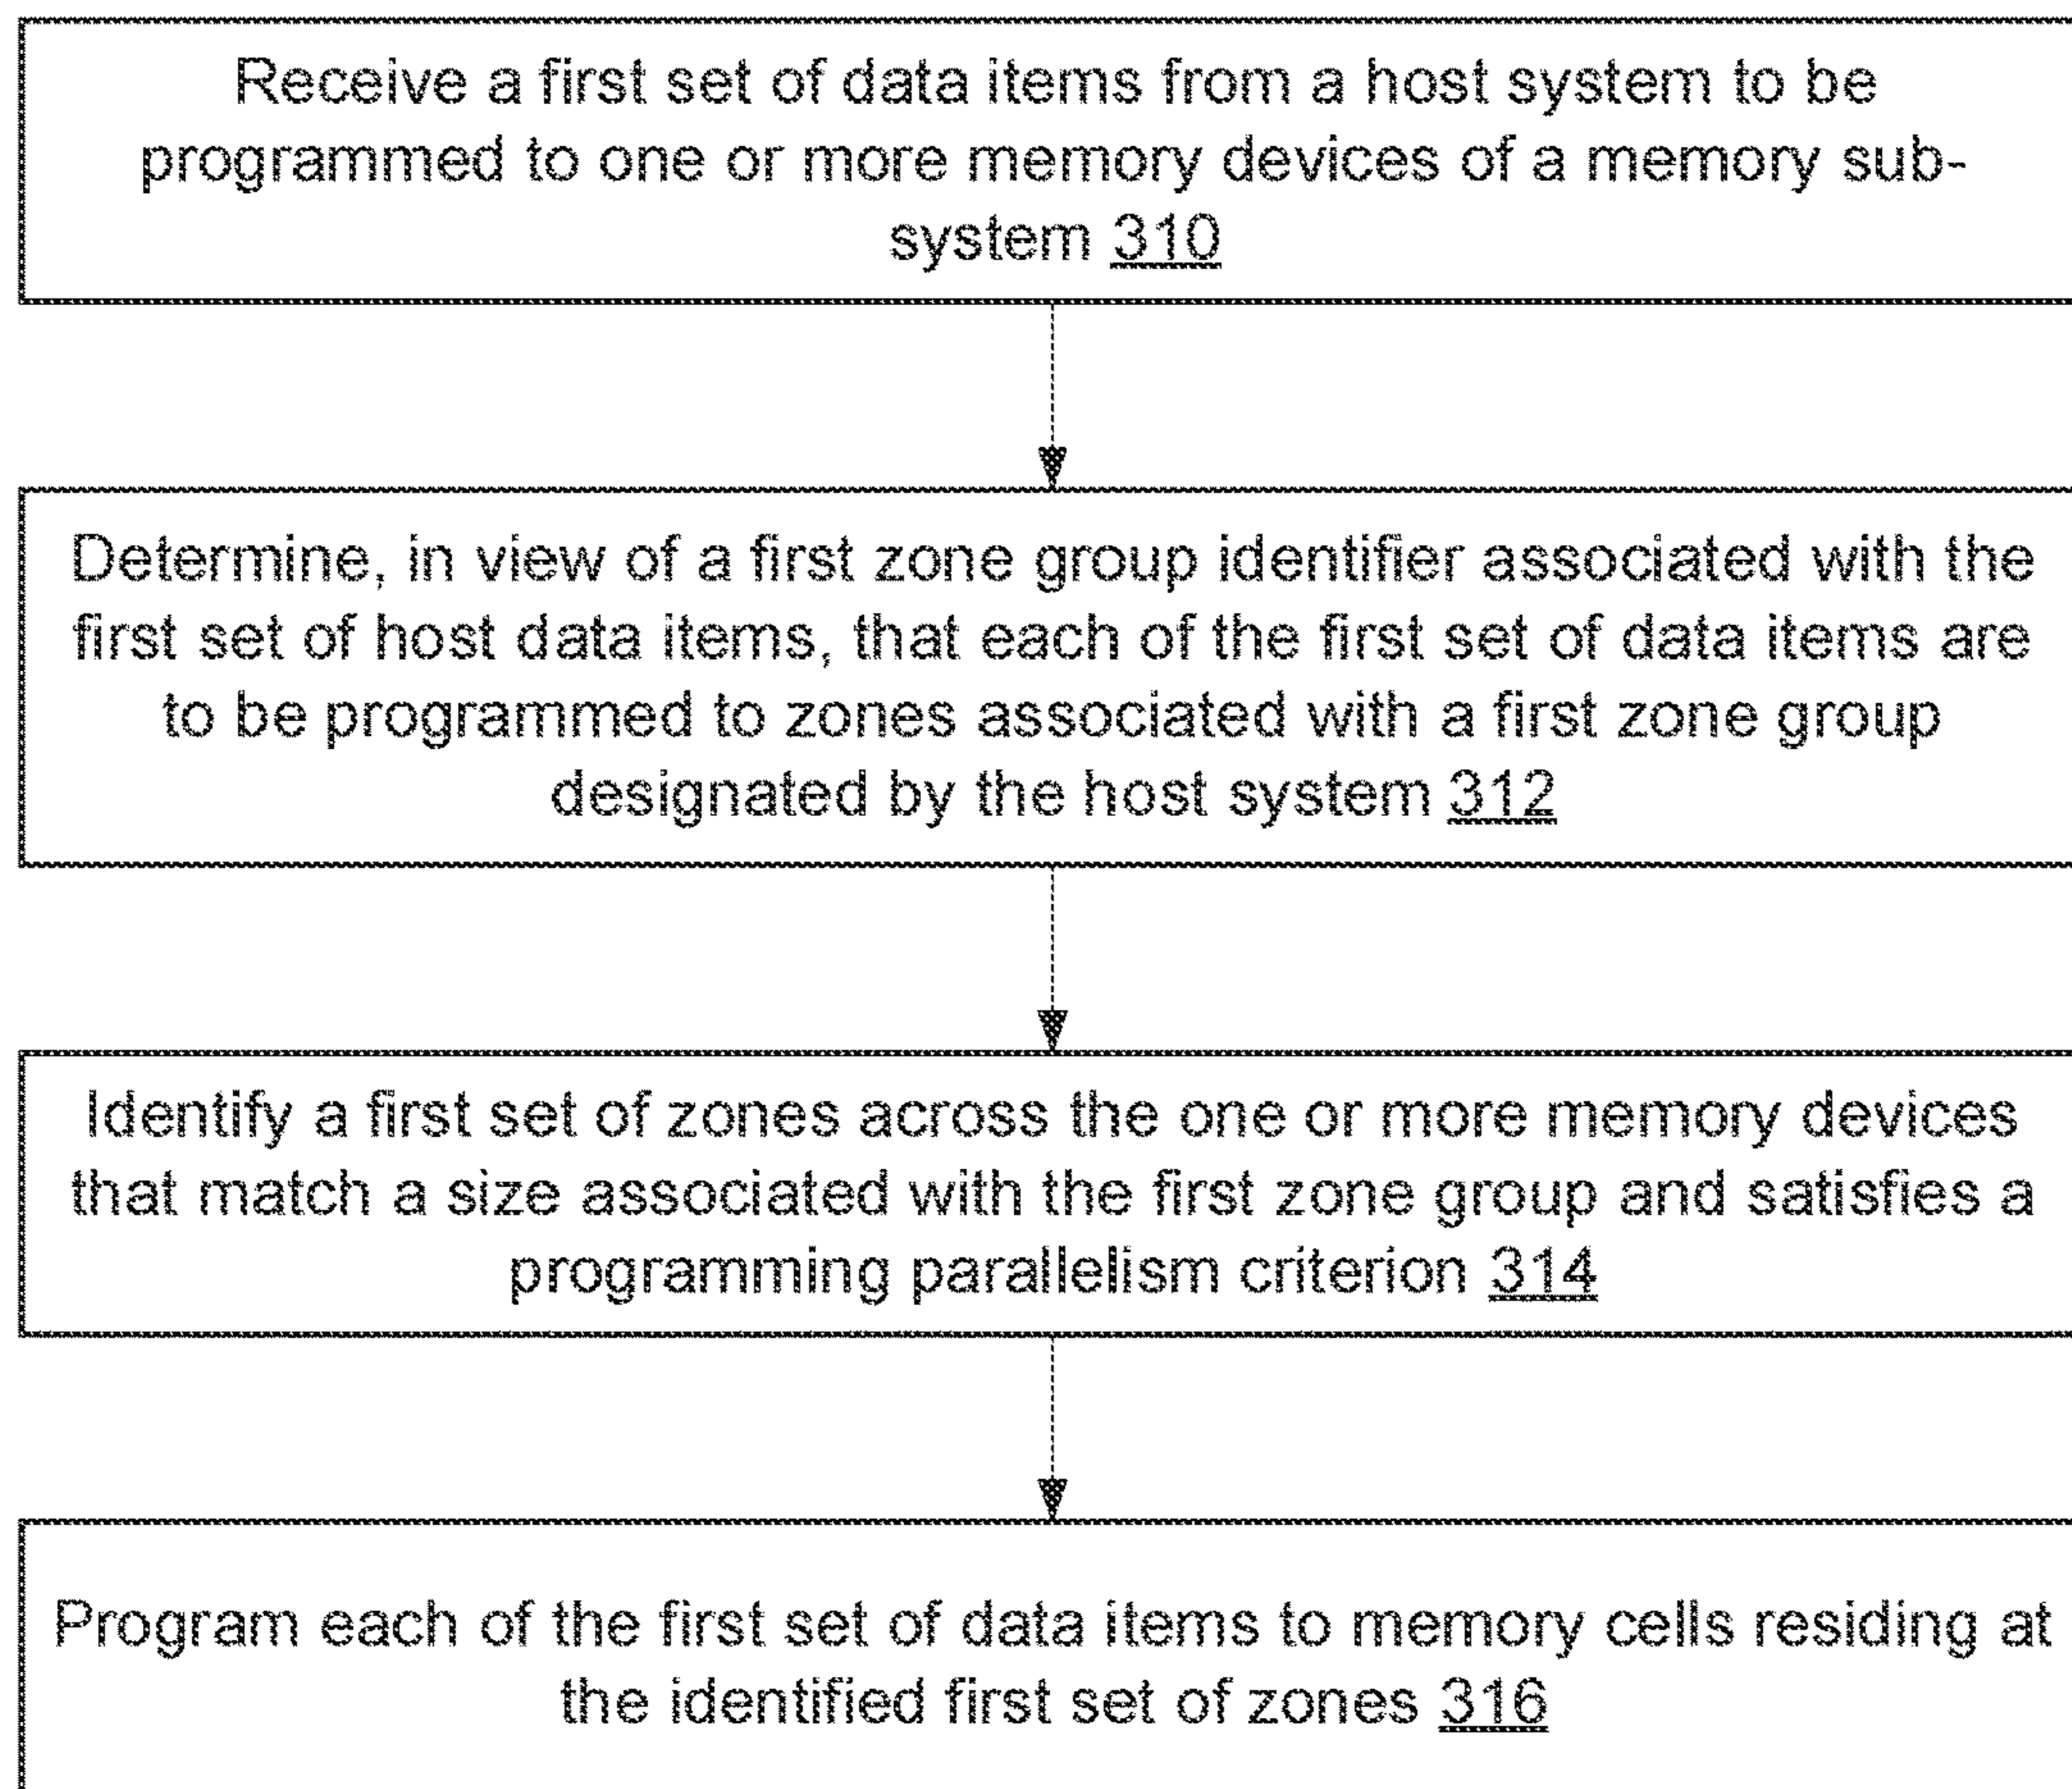 Receive a first set of data items from a host system to be
programmed to one or more memory devices of a memory sub-
system 310
Determine, in view of a first zone group identifier associated with the
first set of host data items, that each of the first set of data items are
to be programmed to zones associated with a first zone group
designated by the host system 312
Identify a first set of zones across the one or more memory devices
that match a size associated with the first zone group and satisfies a
programming parallelism criterion 314
Program each of the first set of data items to memory cells residing at
the identified first set of zones 316